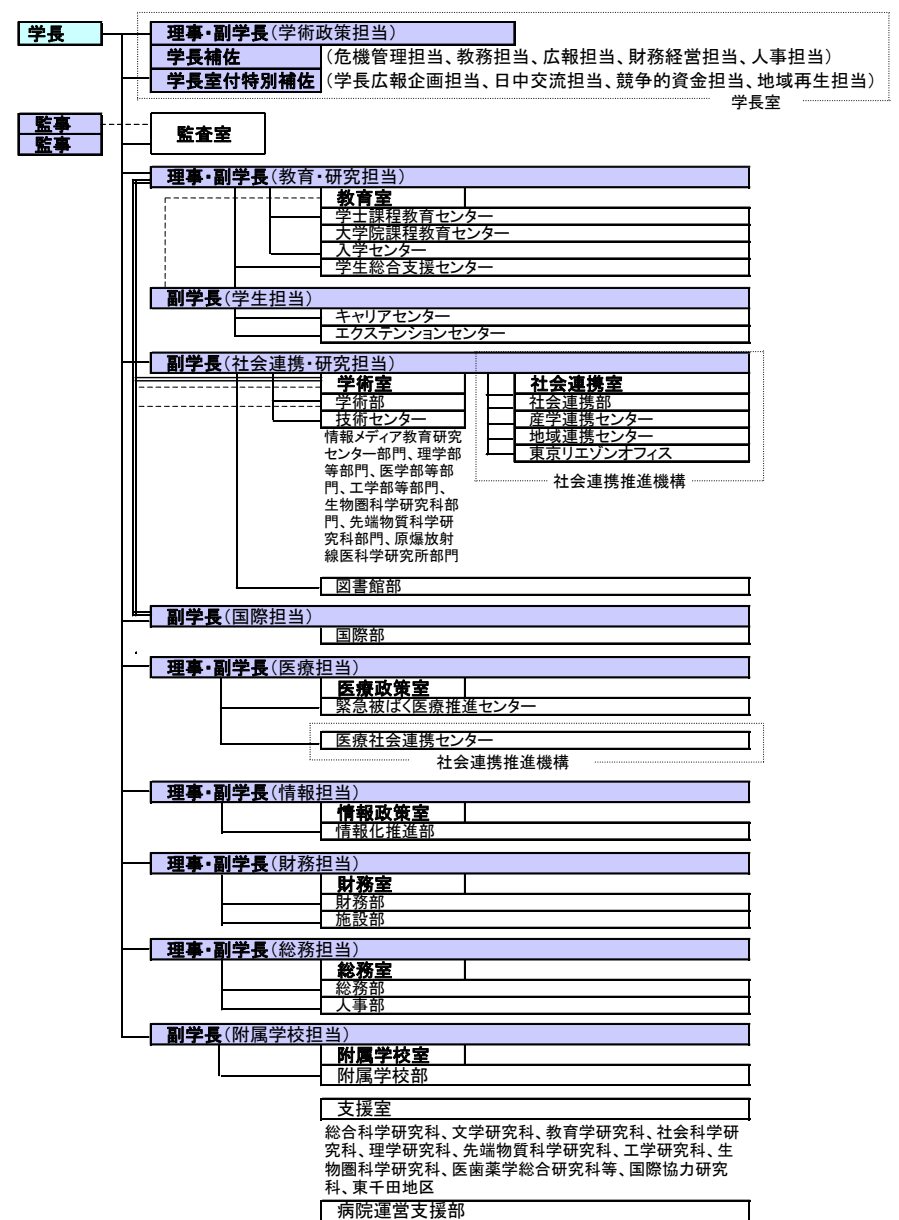 学長
理事・副学長(学術政策担当)
学長補佐 (危機管理担当、教務担当、広報担当、財務経営担当、人事担当)
学長室付特別補佐 (学長広報企画担当、日中交流担当、競争的資金担当、地域再生担当)
学長室
監事
監事
監査室
理事・副学長(教育・研究担当)
教育室
学士課程教育センター
大学院課程教育センター
入学センター
学生総合支援センター
副学長(学生担当)
キャリアセンター
エクステンションセンター
副学長(社会連携・研究担当)
学術室
学術部
技術センター
情報メディア教育研究
センター部門、理学部
等部門、医学部等部
門、工学部等部門、
生物圏科学研究科部
門、先端物質科学研
究科部門、原爆放射
線医科学研究所部門
社会連携室
社会連携部
産学連携センター
地域連携センター
東京リエゾンオフィス
社会連携推進機構
図書館部
副学長(国際担当)
国際部
理事・副学長(医療担当)
医療政策室
緊急被ばく医療推進センター
医療社会連携センター
社会連携推進機構
理事・副学長(情報担当)
情報政策室
情報化推進部
理事・副学長(財務担当)
財務室
財務部
施設部
理事・副学長(総務担当)
総務室
総務部
人事部
副学長(附属学校担当)
附属学校室
附属学校部
支援室
総合科学研究科、文学研究科、教育学研究科、社会科学研
究科、理学研究科、先端物質科学研究科、工学研究科、生
物圏科学研究科、医歯薬学総合研究科等、国際協力研究
科、東千田地区
病院運営支援部